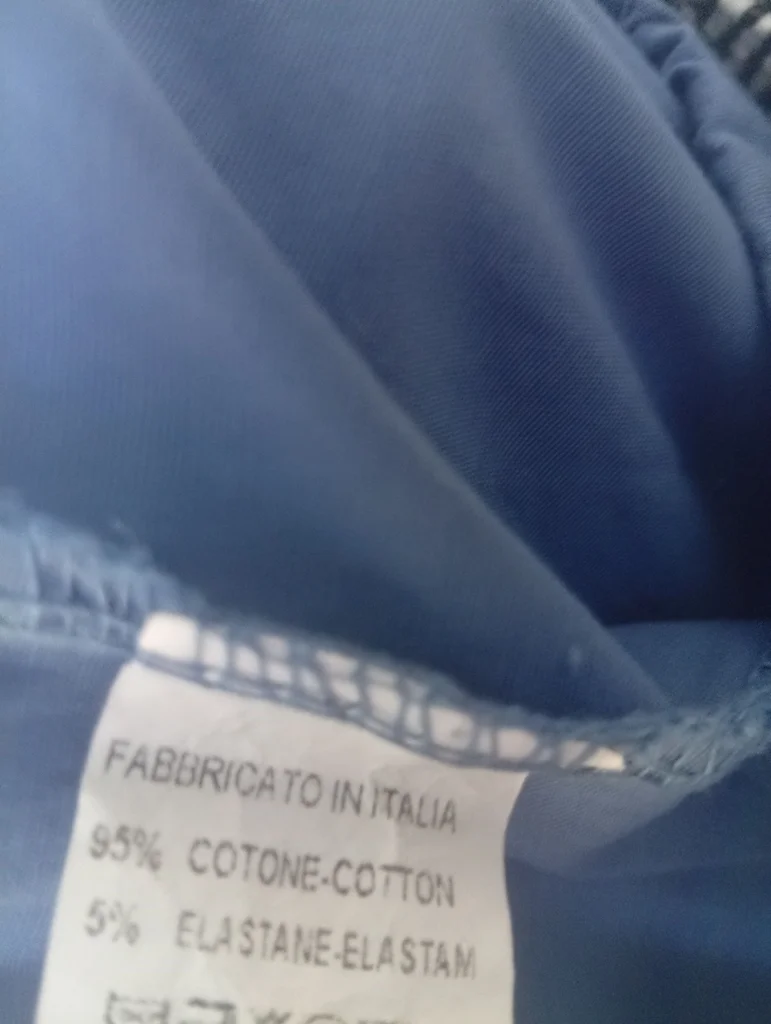 FABBRICATO IN ITALIA
95% COTONE-COTTON
5% ELASTANE-ELASTAM